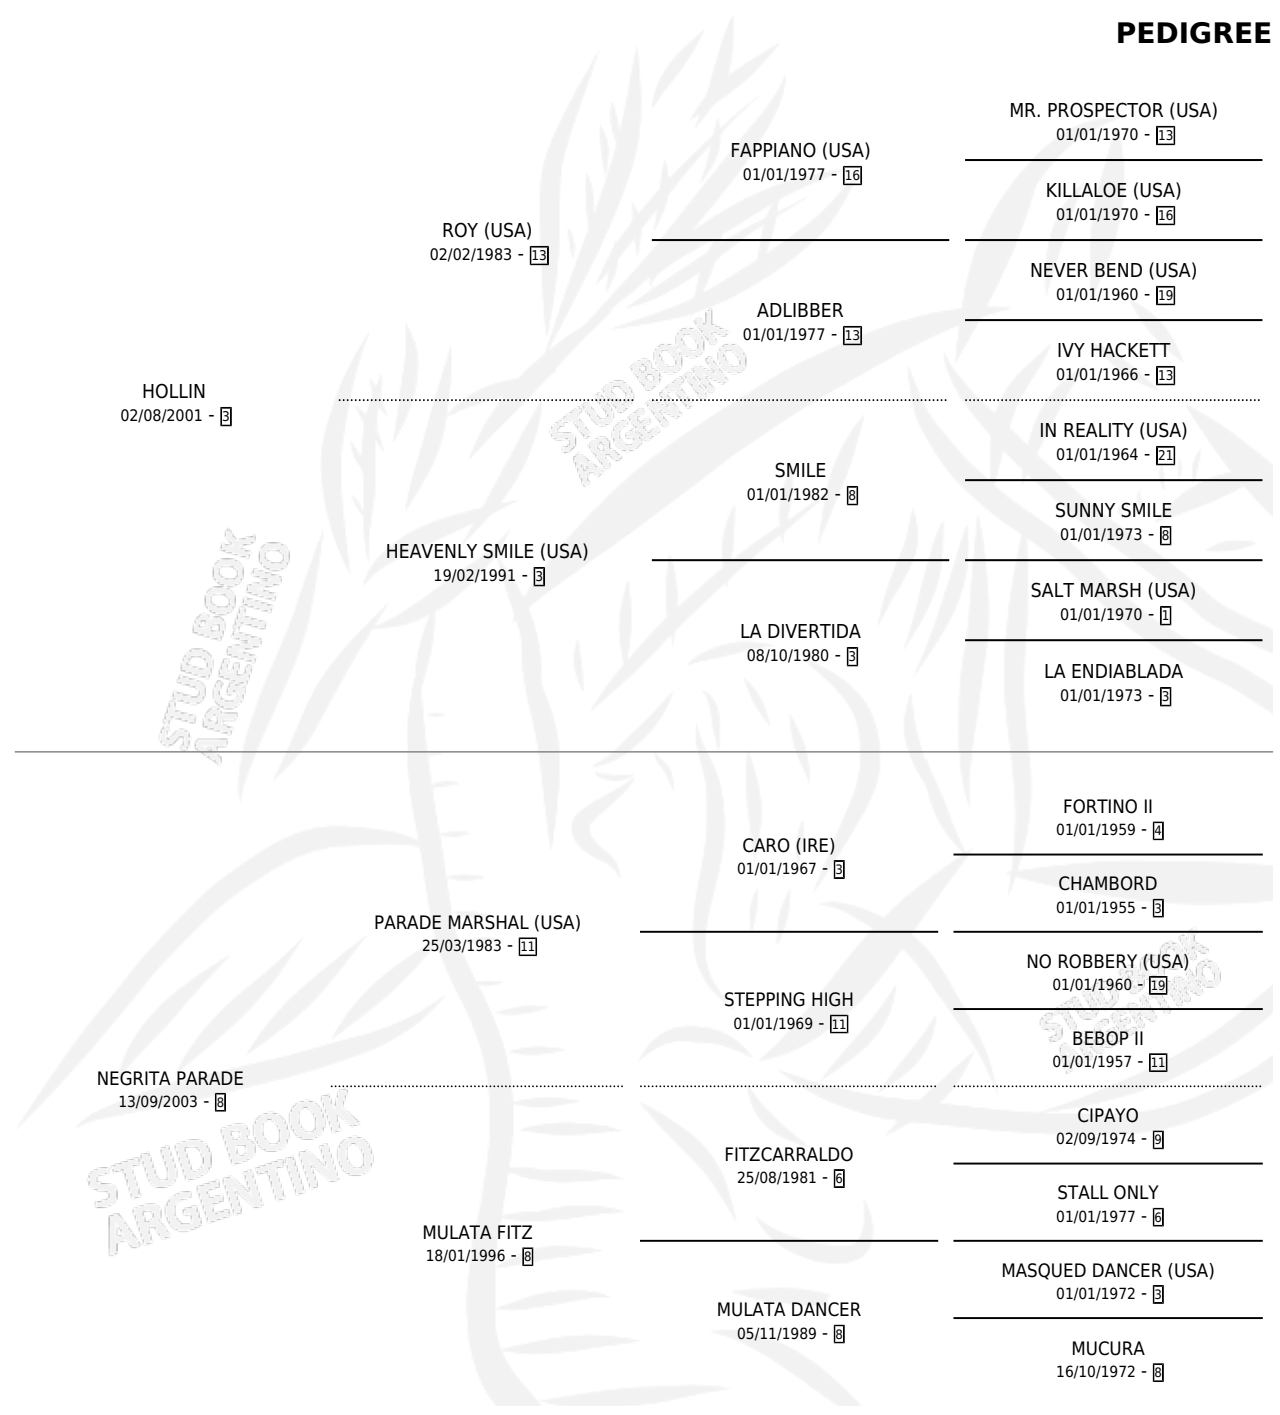 PEDIGREE
HOLLIN
02/08/2001 - 3
ROY (USA)
02/02/1983 - 13
HEAVENLY SMILE (USA)
19/02/1991 - 3
FAPPIANO (USA)
01/01/1977 - 16
ADLIBBER
01/01/1977 - 13
SMILE
01/01/1982 - 8
LA DIVERTIDA
08/10/1980 - 3
MR. PROSPECTOR (USA)
01/01/1970 - 13
KILLALOE (USA)
01/01/1970 - 16
NEVER BEND (USA)
01/01/1960 - 19
IVY HACKETT
01/01/1966 - 13
IN REALITY (USA)
01/01/1964 - 21
SUNNY SMILE
01/01/1973 - 8
SALT MARSH (USA)
01/01/1970 - 1
LA ENDIABLADA
01/01/1973 - 3
NEGRITA PARADE
13/09/2003 - 8
PARADE MARSHAL (USA)
25/03/1983 - 11
MULATA FITZ
18/01/1996 - 8
CARO (IRE)
01/01/1967 - 3
STEPPING HIGH
01/01/1969 - 11
FITZCARRALDO
25/08/1981 - 6
MULATA DANCER
05/11/1989 - 8
FORTINO II
01/01/1959 - 4
CHAMBORD
01/01/1955 - 3
NO ROBBERY (USA)
01/01/1960 - 19
BEBOP II
01/01/1957 - 11
CIPAYO
02/09/1974 - 9
STALL ONLY
01/01/1977 - 6
MASQUED DANCER (USA)
01/01/1972 - 3
MUCURA
16/10/1972 - 8
STUD BOOK
ARGENTINO
STUD BOOK
ARGENTINO
STUD BOOK
ARGENTINO
STUD BOOK
ARGENTINO